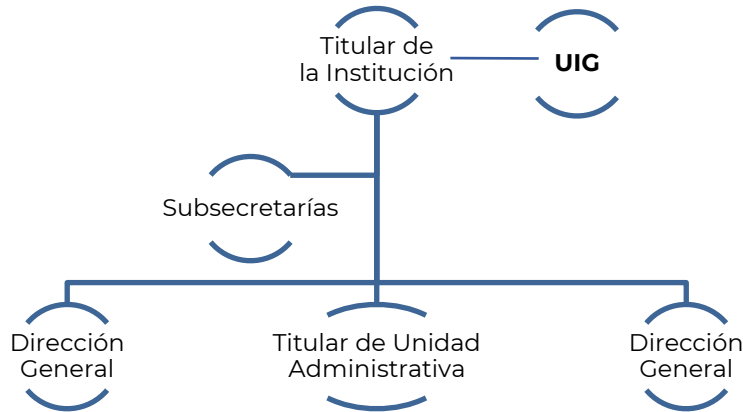 Titular de
la Institución
UIG
Subsecretarías
Dirección
General
Titular de Unidad
Administrativa
Dirección
General